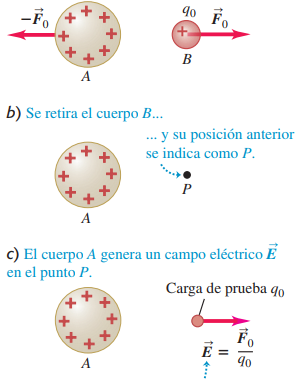 −F⃗₀
q₀ F⃗₀
+ + + + + + + + +
A
B
b) Se retira el cuerpo B...
... y su posición anterior
se indica como P.
+ + + + + + + +
A
P
c) El cuerpo A genera un campo eléctrico E⃗
en el punto P.
Carga de prueba q₀
+ + + + + + + +
A
E⃗ = F⃗₀/q₀